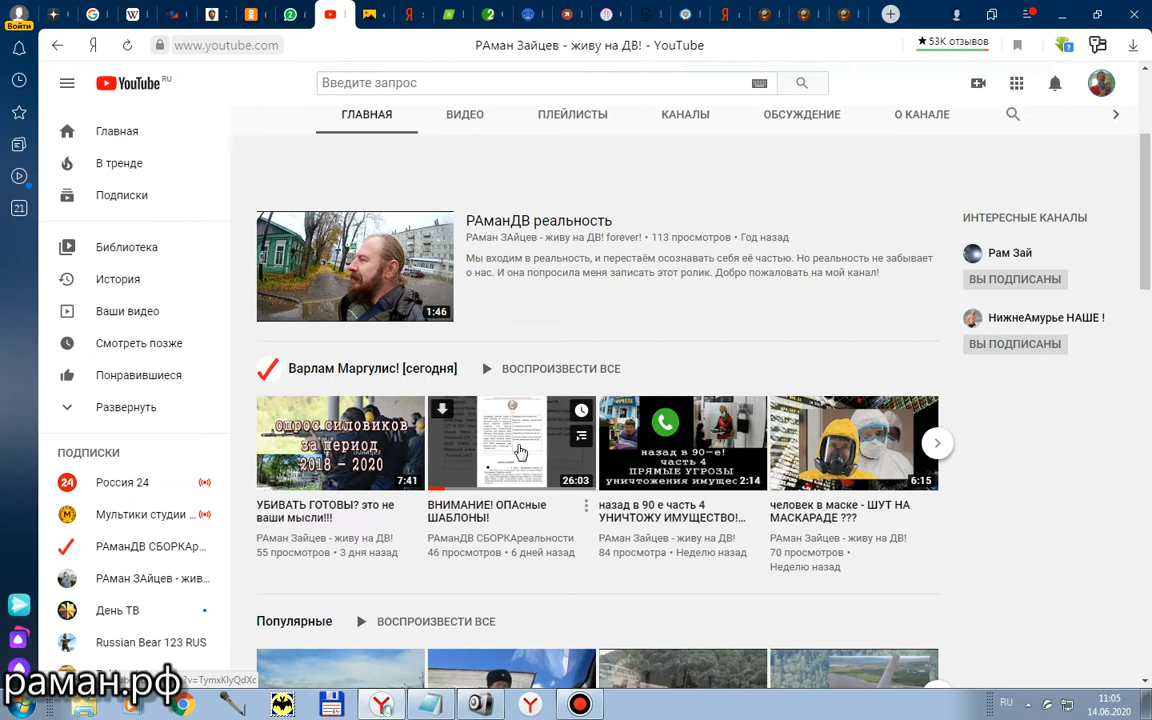 Войти
www.youtube.com
РАман Зайцев - живу на ДВ! - YouTube
★53K отзывов
YouTube RU
Введите запрос
ГЛАВНАЯ ВИДЕО ПЛЕЙЛИСТЫ КАНАЛЫ ОБСУЖДЕНИЕ О КАНАЛЕ
Главная
В тренде
Подписки
Библиотека
История
Ваши видео
Смотреть позже
Понравившиеся
Развернуть
ПОДПИСКИ
Россия 24
Мультики студии ...
РАманДВ СБОРКАр...
РАман ЗАйцев - жив...
День ТВ
Russian Bear 123 RUS
21
24
РАманДВ реальность
РАман ЗАйцев - живу на ДВ! forever! • 113 просмотров • Год назад
Мы входим в реальность, и перестаём осознавать себя её частью. Но реальность не забывает
о нас. И она попросила меня записать этот ролик. Добро пожаловать на мой канал!
1:46
ИНТЕРЕСНЫЕ КАНАЛЫ
Рам Зай
ВЫ ПОДПИСАНЫ
НижнеАмурье НАШЕ !
ВЫ ПОДПИСАНЫ
Варлам Маргулис! [сегодня] ВОСПРОИЗВЕСТИ ВСЕ
опрос силовиков
за период
2018 - 2020
7:41
УБИВАТЬ ГОТОВЫ? это не
ваши мысли!!!
РАман Зайцев - живу на ДВ!
55 просмотров • 3 дня назад
26:03
ВНИМАНИЕ! ОПАсные
ШАБЛОНЫ!
РАманДВ СБОРКАреальности
46 просмотров • 6 дней назад
назад в 90-е!
часть 4
ПРЯМЫЕ УГРОЗЫ
уничтожения имущес
2:14
назад в 90 е часть 4
УНИЧТОЖУ ИМУЩЕСТВО!...
РАман Зайцев - живу на ДВ!
84 просмотра • Неделю назад
6:15
человек в маске - ШУТ НА
МАСКАРАДЕ ???
РАман Зайцев - живу на ДВ!
70 просмотров •
Неделю назад
Популярные ВОСПРОИЗВЕСТИ ВСЕ
раман.рф
RU
11:05
14.06.2020